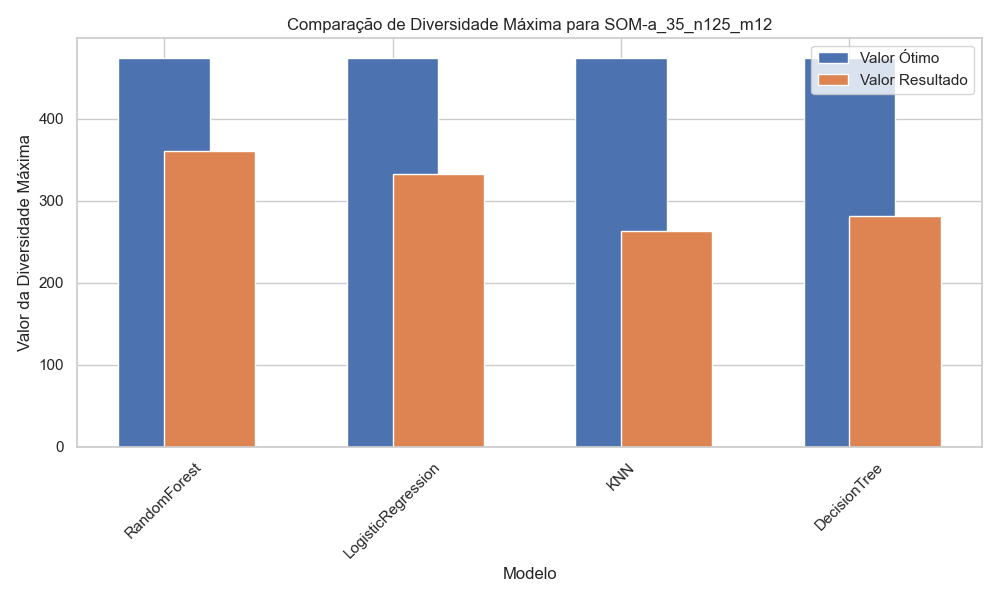 Comparação de Diversidade Máxima para SOM-a_35_n125_m12
Valor Ótimo
Valor Resultado
Valor da Diversidade Máxima
400
300
200
100
0
RandomForest
LogisticRegression
KNN
DecisionTree
Modelo